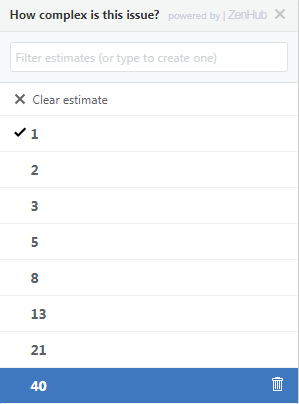 How complex is this issue? powered by | ZenHub
Filter estimates (or type to create one)
Clear estimate
1
2
3
5
8
13
21
40